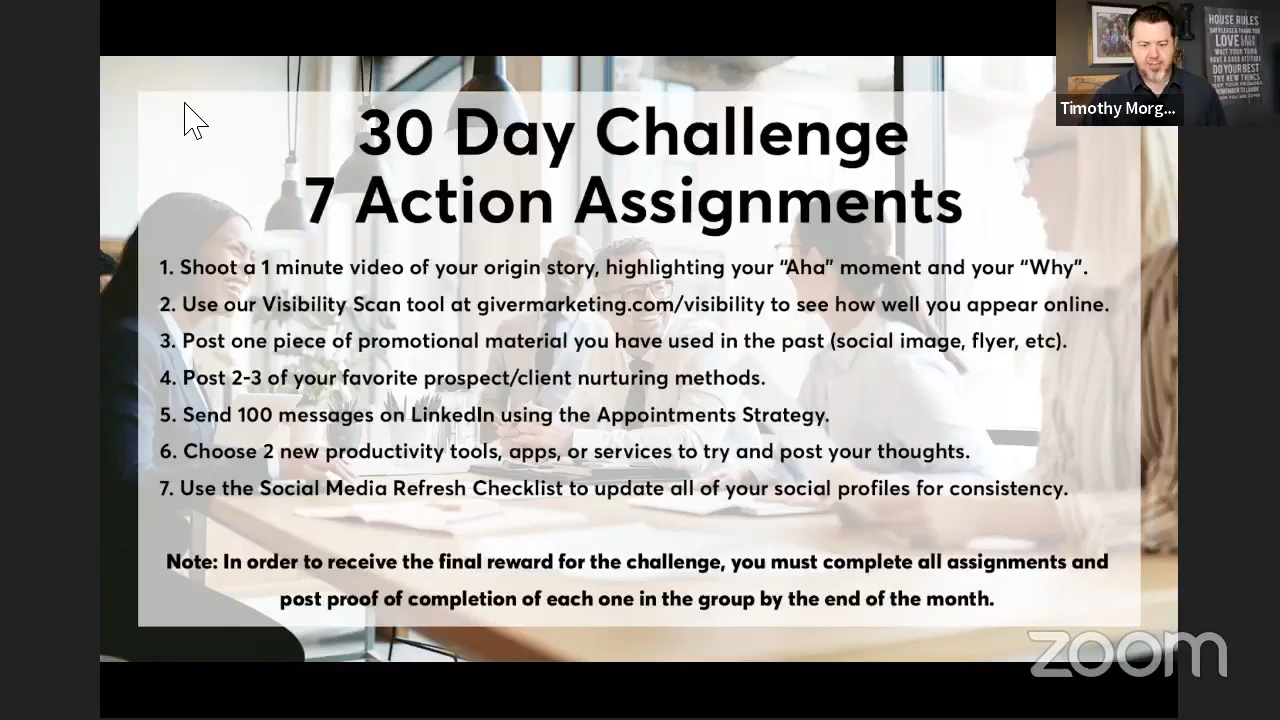 30 Day Challenge
7 Action Assignments
1. Shoot a 1 minute video of your origin story, highlighting your “Aha” moment and your “Why”.
2. Use our Visibility Scan tool at givermarketing.com/visibility to see how well you appear online.
3. Post one piece of promotional material you have used in the past (social image, flyer, etc).
4. Post 2-3 of your favorite prospect/client nurturing methods.
5. Send 100 messages on LinkedIn using the Appointments Strategy.
6. Choose 2 new productivity tools, apps, or services to try and post your thoughts.
7. Use the Social Media Refresh Checklist to update all of your social profiles for consistency.
Note: In order to receive the final reward for the challenge, you must complete all assignments and
post proof of completion of each one in the group by the end of the month.
HOUSE RULES
LOVE
WAIT YOUR TURN
DO YOUR BEST
TRY NEW THINGS
Timothy Morg...
zoom